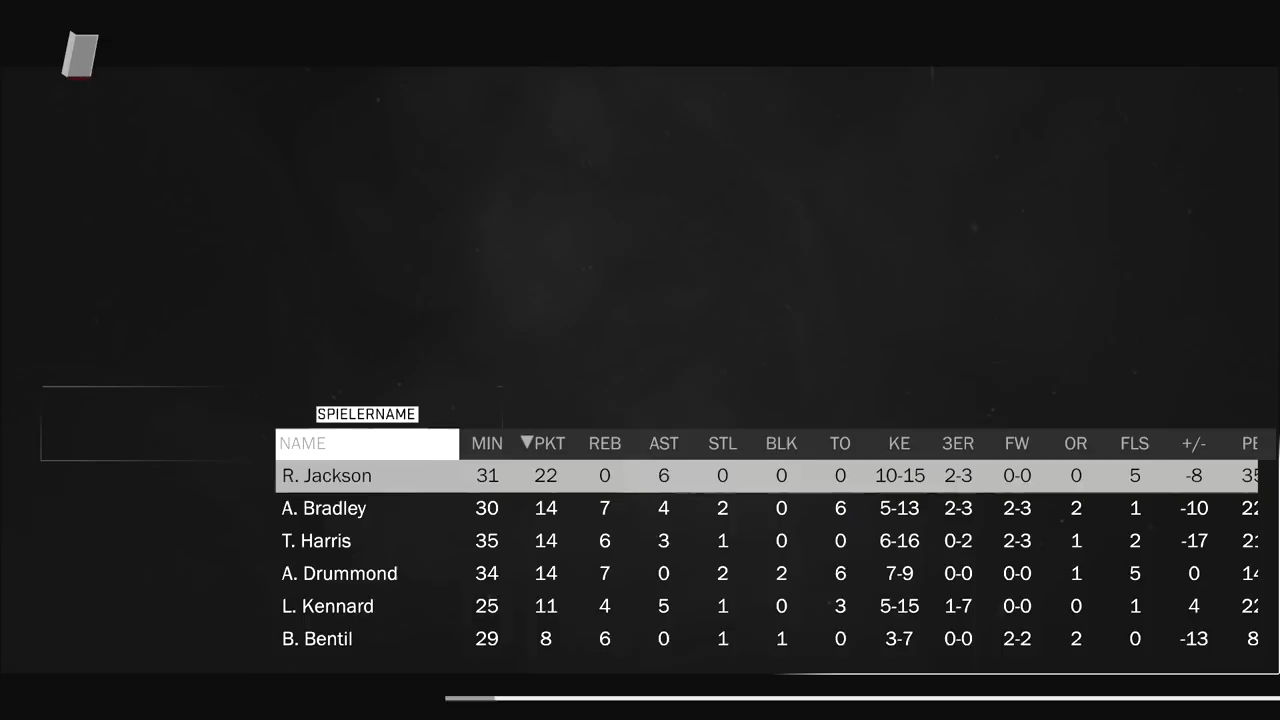 SPIELERNAME
NAME MIN ▼PKT REB AST STL BLK TO KE 3ER FW OR FLS +/-
R. Jackson 31 22 0 6 0 0 0 10-15 2-3 0-0 0 5 -8
A. Bradley 30 14 7 4 2 0 6 5-13 2-3 2-3 2 1 -10
T. Harris 35 14 6 3 1 0 0 6-16 0-2 2-3 1 2 -17
A. Drummond 34 14 7 0 2 2 6 7-9 0-0 0-0 1 5 0
L. Kennard 25 11 4 5 1 0 3 5-15 1-7 0-0 0 1 4
B. Bentil 29 8 6 0 1 1 0 3-7 0-0 2-2 2 0 -13 8